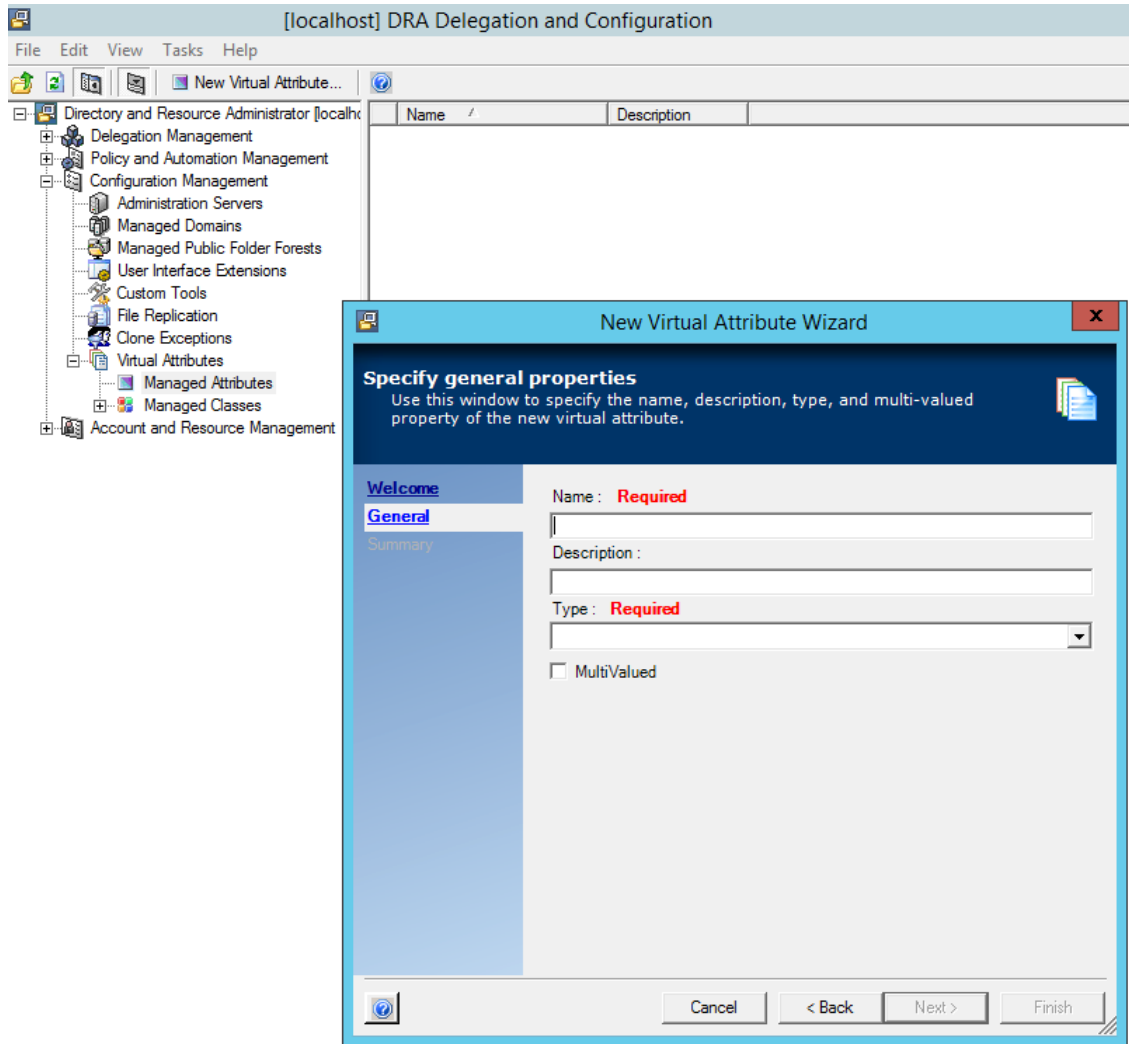 [localhost] DRA Delegation and Configuration
File Edit View Tasks Help
New Virtual Attribute...
Directory and Resource Administrator [localho
Delegation Management
Policy and Automation Management
Configuration Management
Administration Servers
Managed Domains
Managed Public Folder Forests
User Interface Extensions
Custom Tools
File Replication
Clone Exceptions
Virtual Attributes
Managed Attributes
Managed Classes
Account and Resource Management
Name Description
New Virtual Attribute Wizard
x
Specify general properties
Use this window to specify the name, description, type, and multi-valued
property of the new virtual attribute.
Welcome
General
Summary
Name : Required
Description :
Type : Required
MultiValued
Cancel < Back Next > Finish